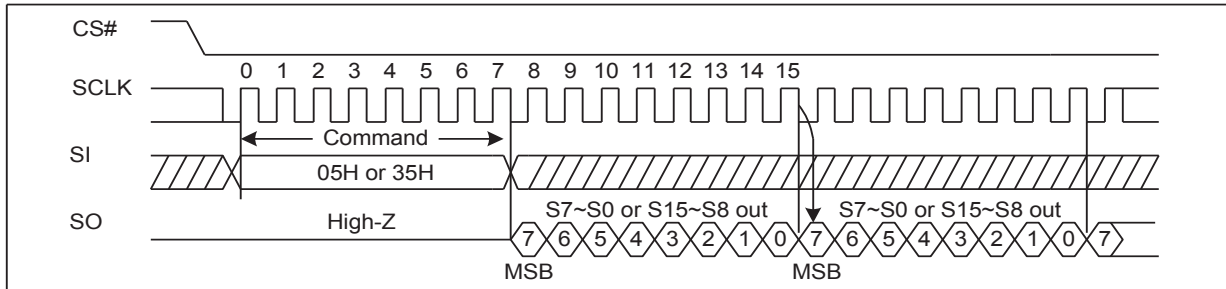 CS#
0 1 2 3 4 5 6 7 8 9 10 11 12 13 14 15
SCLK
Command
SI
05H or 35H
S7~S0 or S15~S8 out S7~S0 or S15~S8 out
SO
High-Z
7 6 5 4 3 2 1 0 7 6 5 4 3 2 1 0 7
MSB MSB